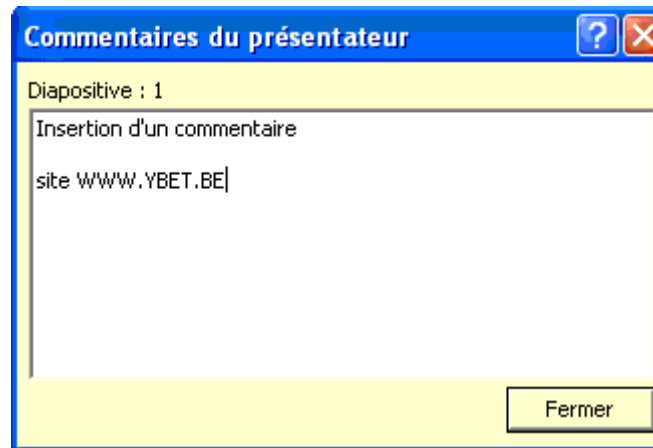 Commentaires du présentateur
?
Diapositive : 1
Insertion d'un commentaire
site WWW.YBET.BE
Fermer